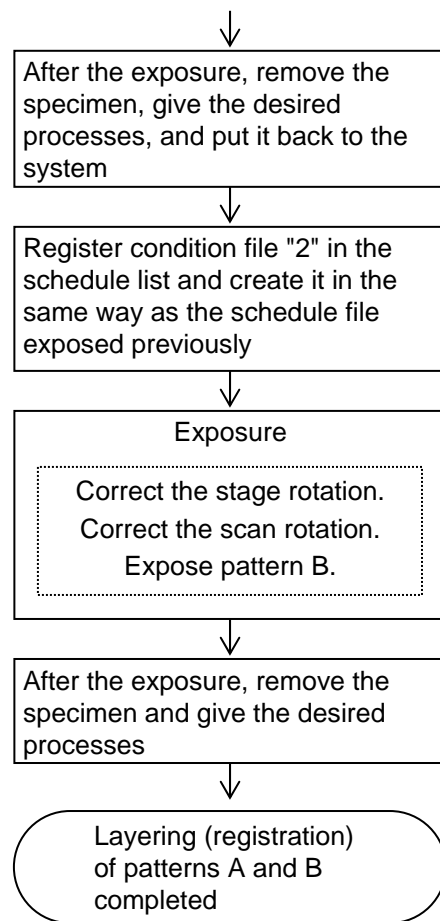 After the exposure, remove the
specimen, give the desired
processes, and put it back to the
system
Register condition file "2" in the
schedule list and create it in the
same way as the schedule file
exposed previously
Exposure
Correct the stage rotation.
Correct the scan rotation.
Expose pattern B.
After the exposure, remove the
specimen and give the desired
processes
Layering (registration)
of patterns A and B
completed